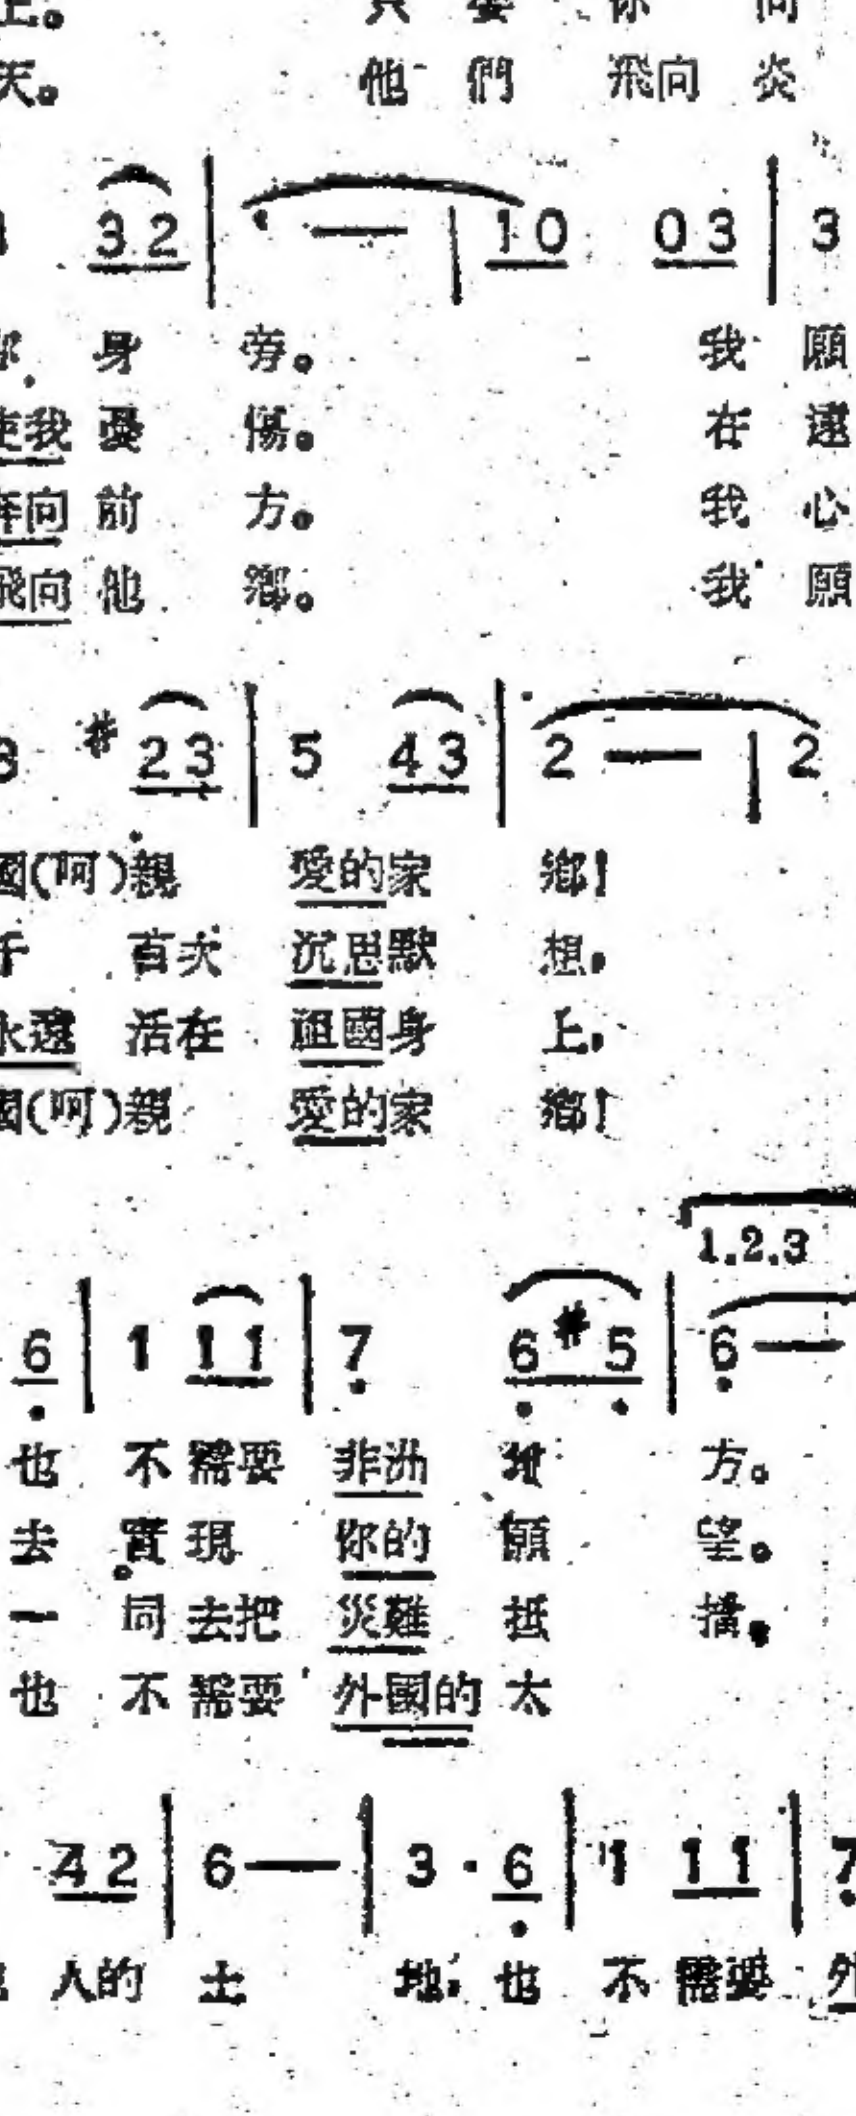 上。 只 要 你 向
天。 他 們 飛向 炎
3 2 | — | 1 0 0 3 | 3
身 旁。 我 願
使我 憂 傷。 在 遠
奔向 前 方。 我 心
飛向 他 鄉。 我 願
# 2 3 | 5 4 3 | 2 — | 2
國(呵)親 愛的家 鄉!
千 百次 沉思默 想,
永遠 活在 祖國身 上,
國(呵)親 愛的家 鄉!
1.2.3
6 | 1 1 1 | 7 6 #5 | 6 —
也 不 需要 非洲 地 方。
去 實 現 你的 願 望。
一 同 去把 災難 抵 擋,
也 不 需要 外國的 太
4 2 | 6 — | 3 · 6 | 1 1 1 | 7
人的 土 地, 也 不 需要 外